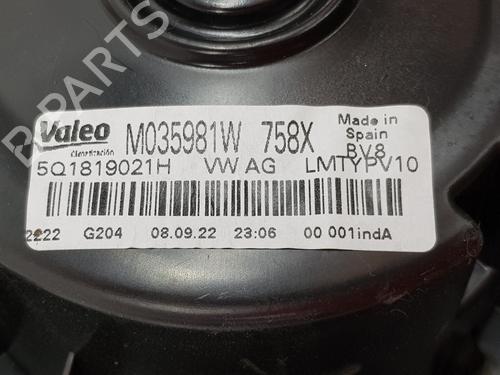 B-PARTS
Valeo M035981W 758X Made in Spain
Climatización BV8
5Q1819021H VW AG LMTYPV10
2222 G204 08.09.22 23:06 00 001indA